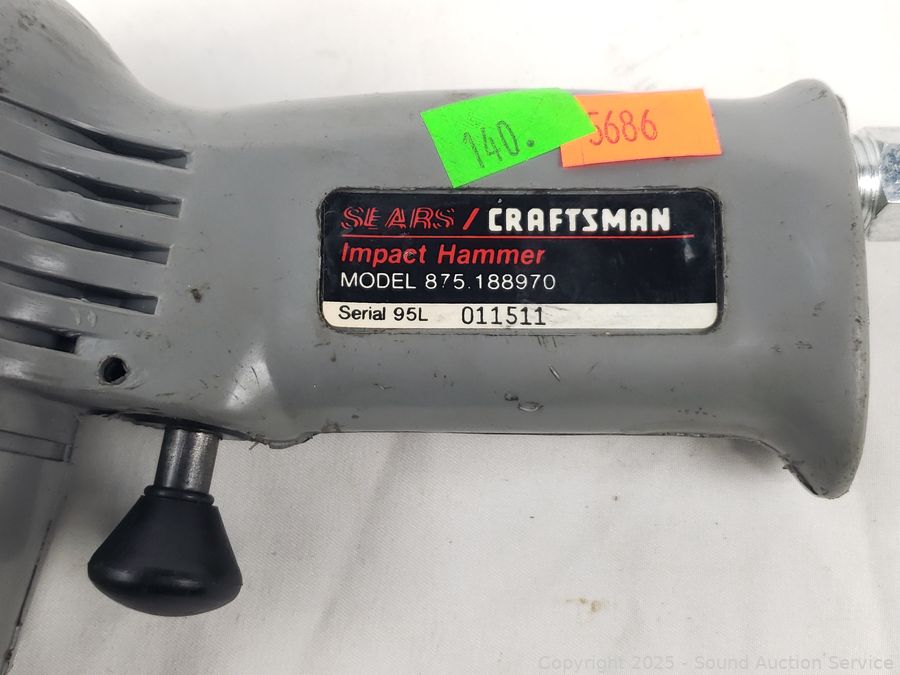 140.
5686
SEARS / CRAFTSMAN
Impact Hammer
MODEL 875.188970
Serial 95L 011511
Copyright 2025 - Sound Auction Service